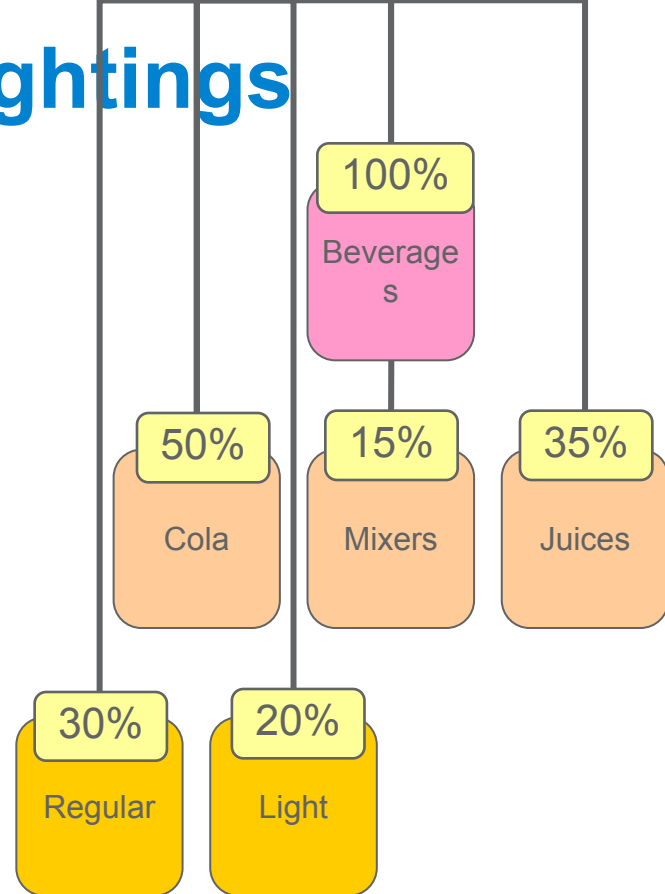 ghtings
100%
Beverage
s
50%
15%
35%
Cola
Mixers
Juices
30%
20%
Regular
Light